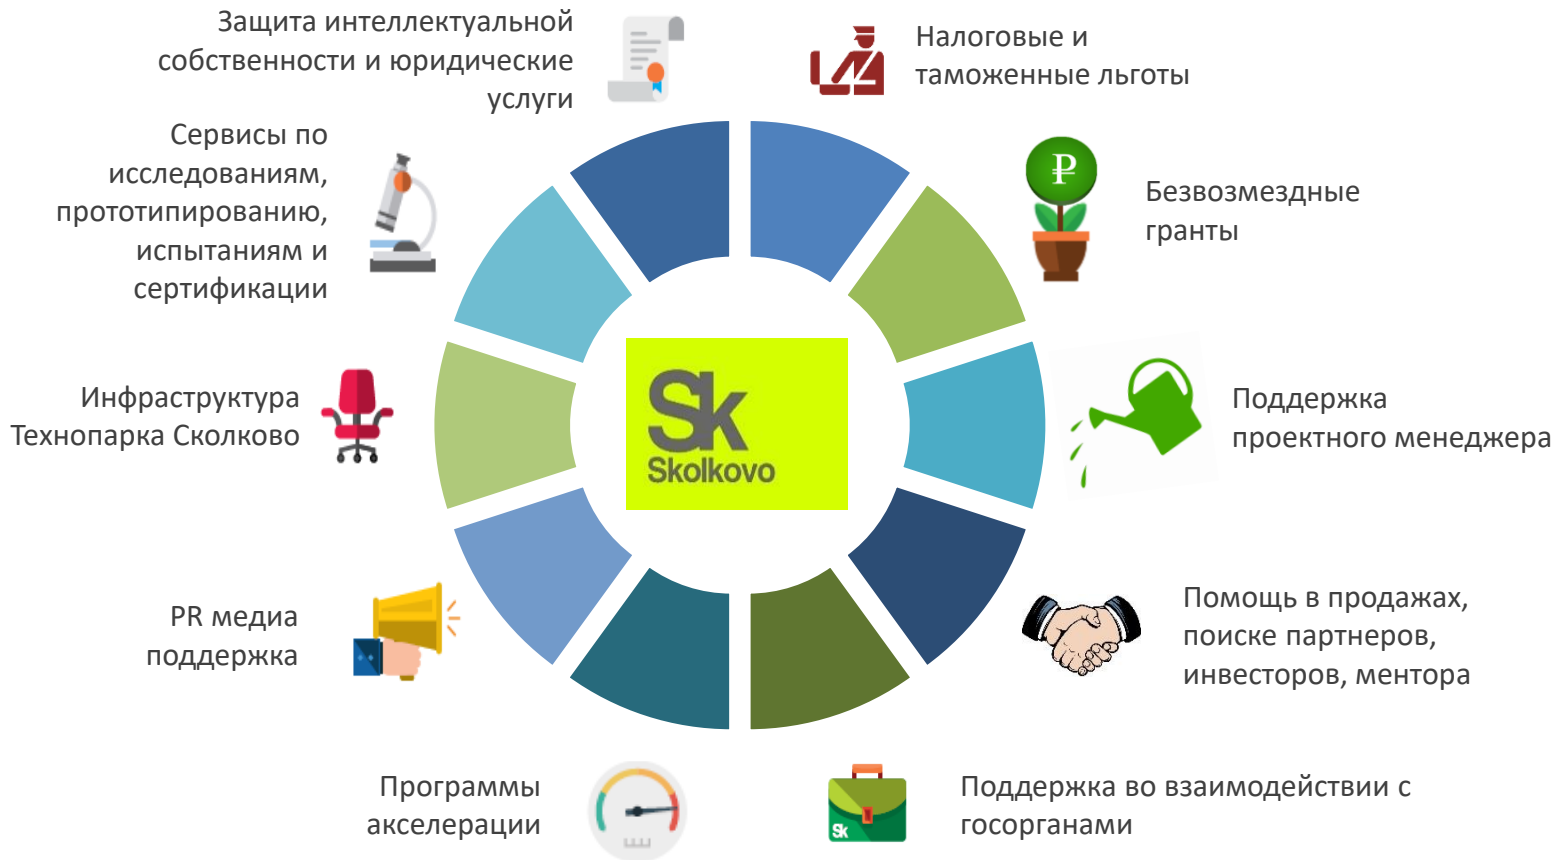 Защита интеллектуальной
собственности и юридические
услуги
Налоговые и
таможенные льготы
Сервисы по
исследованиям,
прототипированию,
испытаниям и
сертификации
₽
Безвозмездные
гранты
Инфраструктура
Технопарка Сколково
Sk
Skolkovo
Поддержка
проектного менеджера
PR медиа
поддержка
Помощь в продажах,
поиске партнеров,
инвесторов, ментора
Программы
акселерации
Sk
Поддержка во взаимодействии с
госорганами